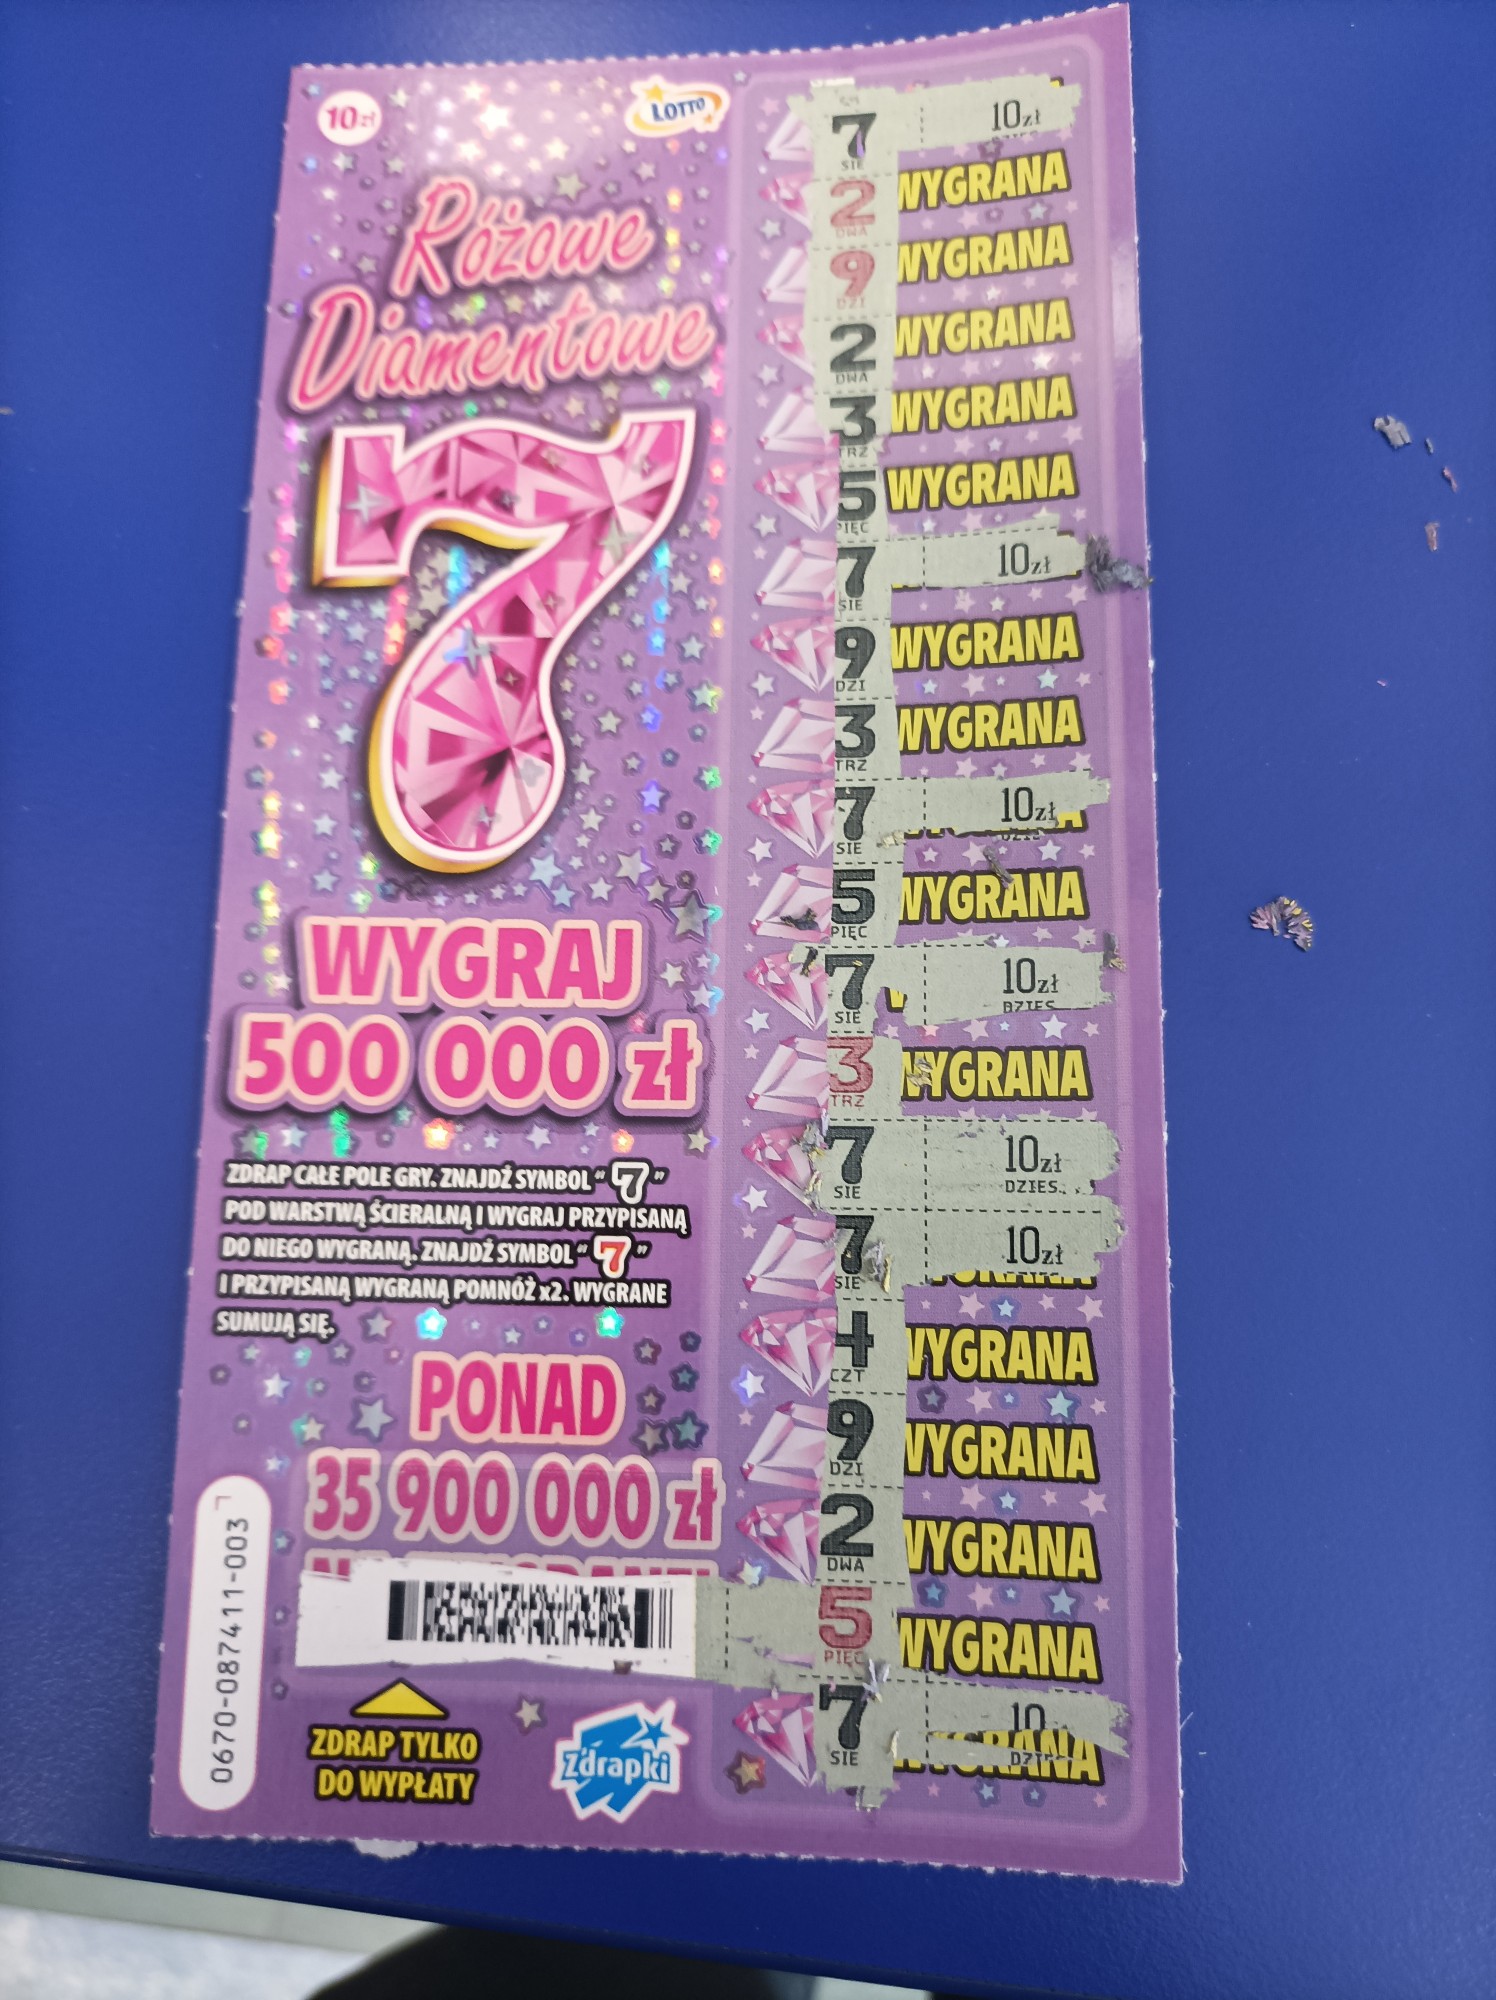 10zł
LOTTO
Różowe
Diamentowe
7
WYGRAJ
500 000 zł
ZDRAP CAŁE POLE GRY. ZNAJDŹ SYMBOL "7"
POD WARSTWĄ ŚCIERALNĄ I WYGRAJ PRZYPISANĄ
DO NIEGO WYGRANĄ. ZNAJDŹ SYMBOL "7"
I PRZYPISANĄ WYGRANĄ POMNÓŻ x2. WYGRANE
SUMUJĄ SIĘ.
PONAD
35 900 000 zł
0670-087411-003
ZDRAP TYLKO
DO WYPŁATY
Zdrapki
7 10zł
SIE
2 WYGRANA
DWA
9 WYGRANA
DZI
2 WYGRANA
DWA
3 WYGRANA
TRZ
5 WYGRANA
PIĘC
7 10zł
SIE
9 WYGRANA
DZI
3 WYGRANA
TRZ
7 10zł
SIE
5 WYGRANA
PIĘC
7 10zł
SIE DZIES
3 WYGRANA
TRZ
7 10zł
SIE DZIES
7 10zł
SIE
4 WYGRANA
CZT
9 WYGRANA
DZI
2 WYGRANA
DWA
5 WYGRANA
PIĘC
7 10
SIE WYGRANA